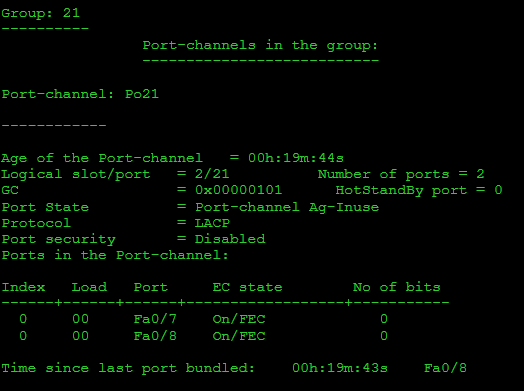 Group: 21
----------
Port-channels in the group:
---------------------------
Port-channel: Po21
------------
Age of the Port-channel   = 00h:19m:44s
Logical slot/port   = 2/21          Number of ports = 2
GC                  = 0x00000101      HotStandBy port = 0
Port State          = Port-channel Ag-Inuse
Protocol            = LACP
Port security       = Disabled
Ports in the Port-channel:
Index   Load   Port     EC state        No of bits
------+------+------+------------------+-----------
  0     00     Fa0/7    On/FEC             0
  0     00     Fa0/8    On/FEC             0
Time since last port bundled:    00h:19m:43s    Fa0/8